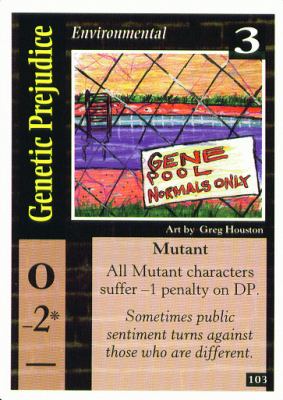 Genetic Prejudice
Environmental
3
GENE
POOL
NORMALS ONLY
Art by Greg Houston
Mutant
All Mutant characters
suffer –1 penalty on DP.
Sometimes public
sentiment turns against
those who are different.
O
–2*
—
103